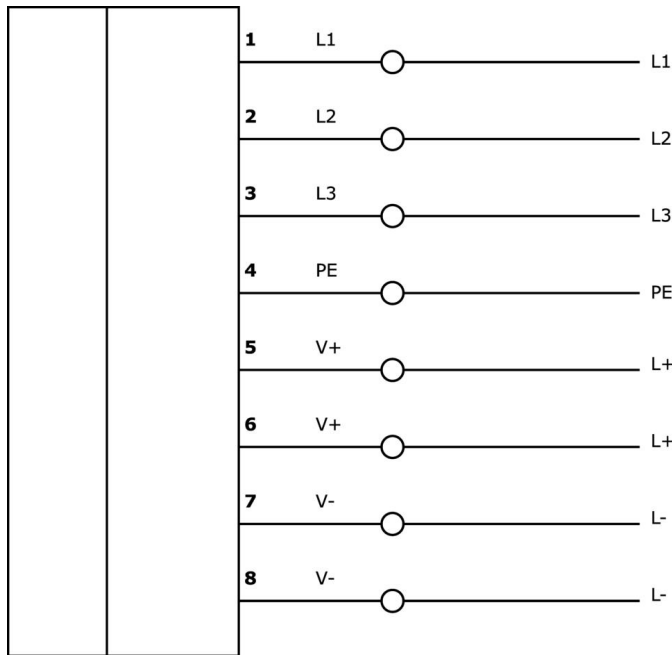 1 L1 L1
2 L2 L2
3 L3 L3
4 PE PE
5 V+ L+
6 V+ L+
7 V- L-
8 V- L-